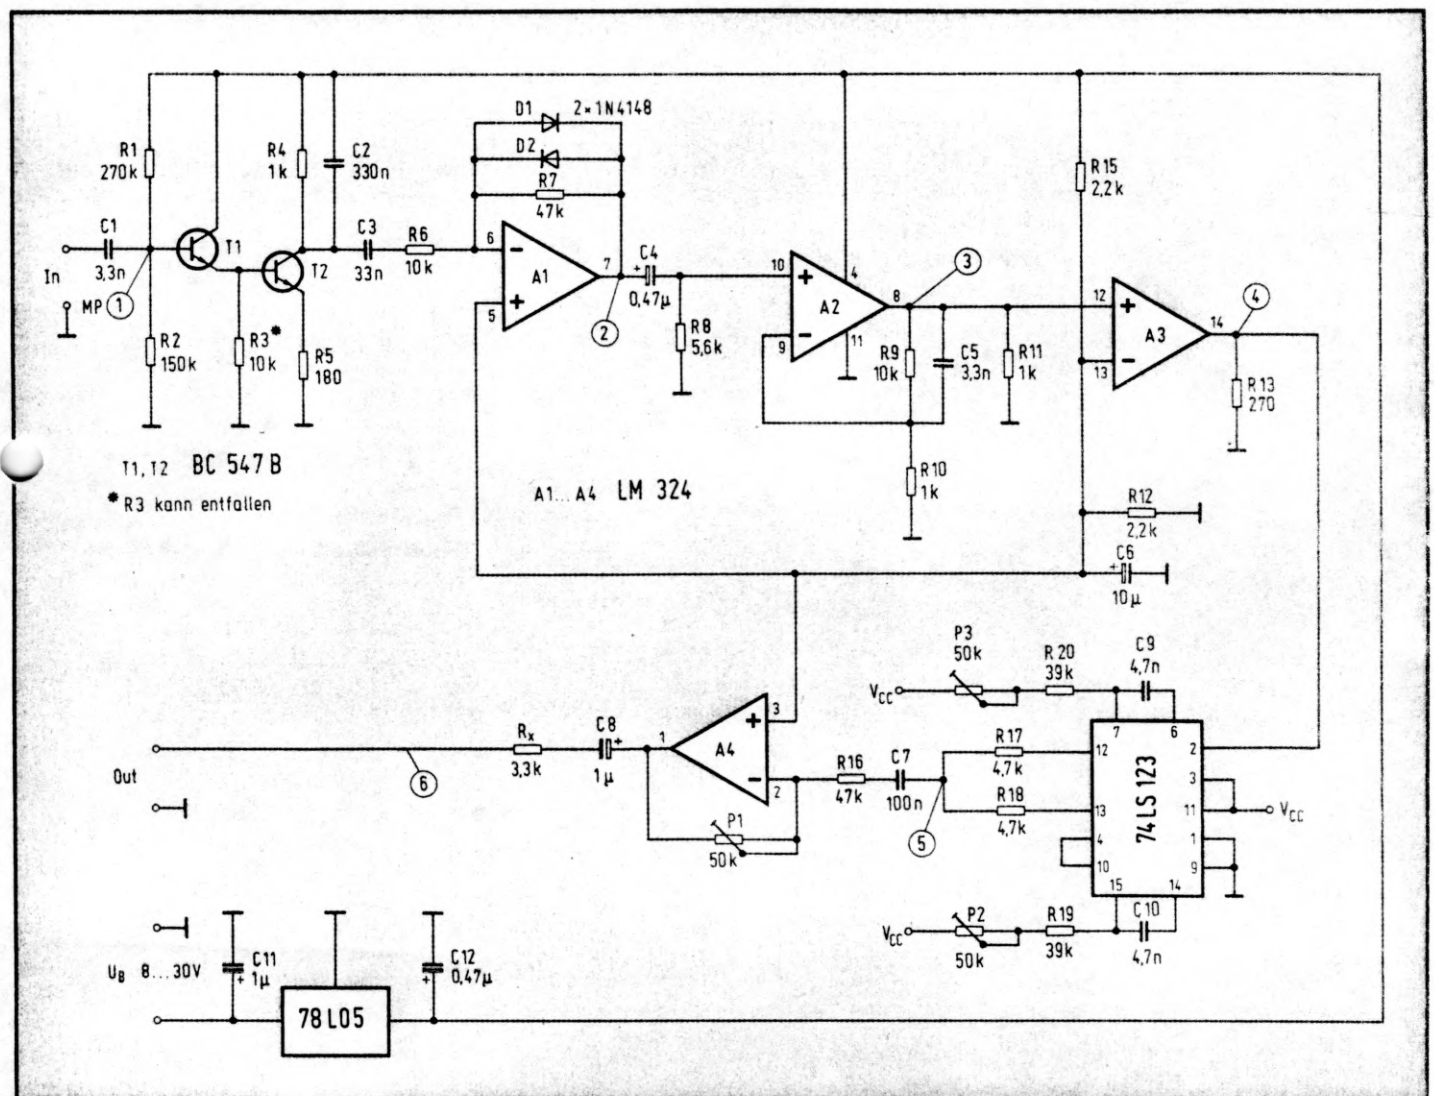 D1 2×1N4148
D2
R1
270k
R4
1k
C2
330n
R7
47k
R15
2,2k
C1
3,3n
In
MP
1
T1
T2
C3
33n
R6
10k
6
−
A1
+
5
7
2
C4
+
0,47µ
10
+
A2
−
9
4
8
11
3
12
+
A3
−
13
14
4
R2
150k
R3*
10k
R5
180
R8
5,6k
R9
10k
C5
3,3n
R11
1k
R13
270
T1, T2 BC 547 B
* R3 kann entfallen
A1...A4 LM 324
R10
1k
R12
2,2k
C6
+
10µ
P3
50k
R20
39k
C9
4,7n
VCC
7
6
Out
6
Rx
3,3k
C8
+
1µ
1
A4
+
3
−
2
P1
50k
R16
47k
C7
100n
5
R17
4,7k
R18
4,7k
12
13
4
10
74LS123
2
3
11
1
9
VCC
15
14
VCC
P2
50k
R19
39k
C10
4,7n
UB 8...30V
C11
+ 1µ
78L05
C12
+ 0,47µ